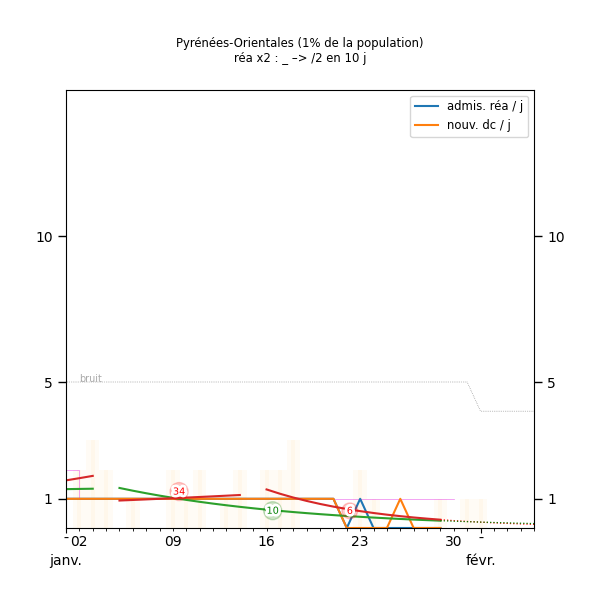 Pyrénées-Orientales (1% de la population)
réa x2 : _ –> /2 en 10 j
admis. réa / j
nouv. dc / j
10 10
5 5
bruit
1 1
34
10
6
02 09 16 23 30 -
janv. févr.